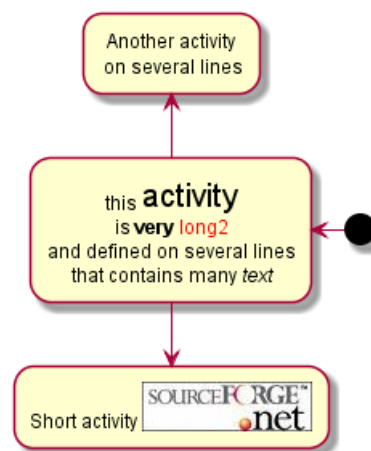 Another activity
on several lines
this activity
is very long2
and defined on several lines
that contains many text
Short activity SOURCEFORGE™
.net